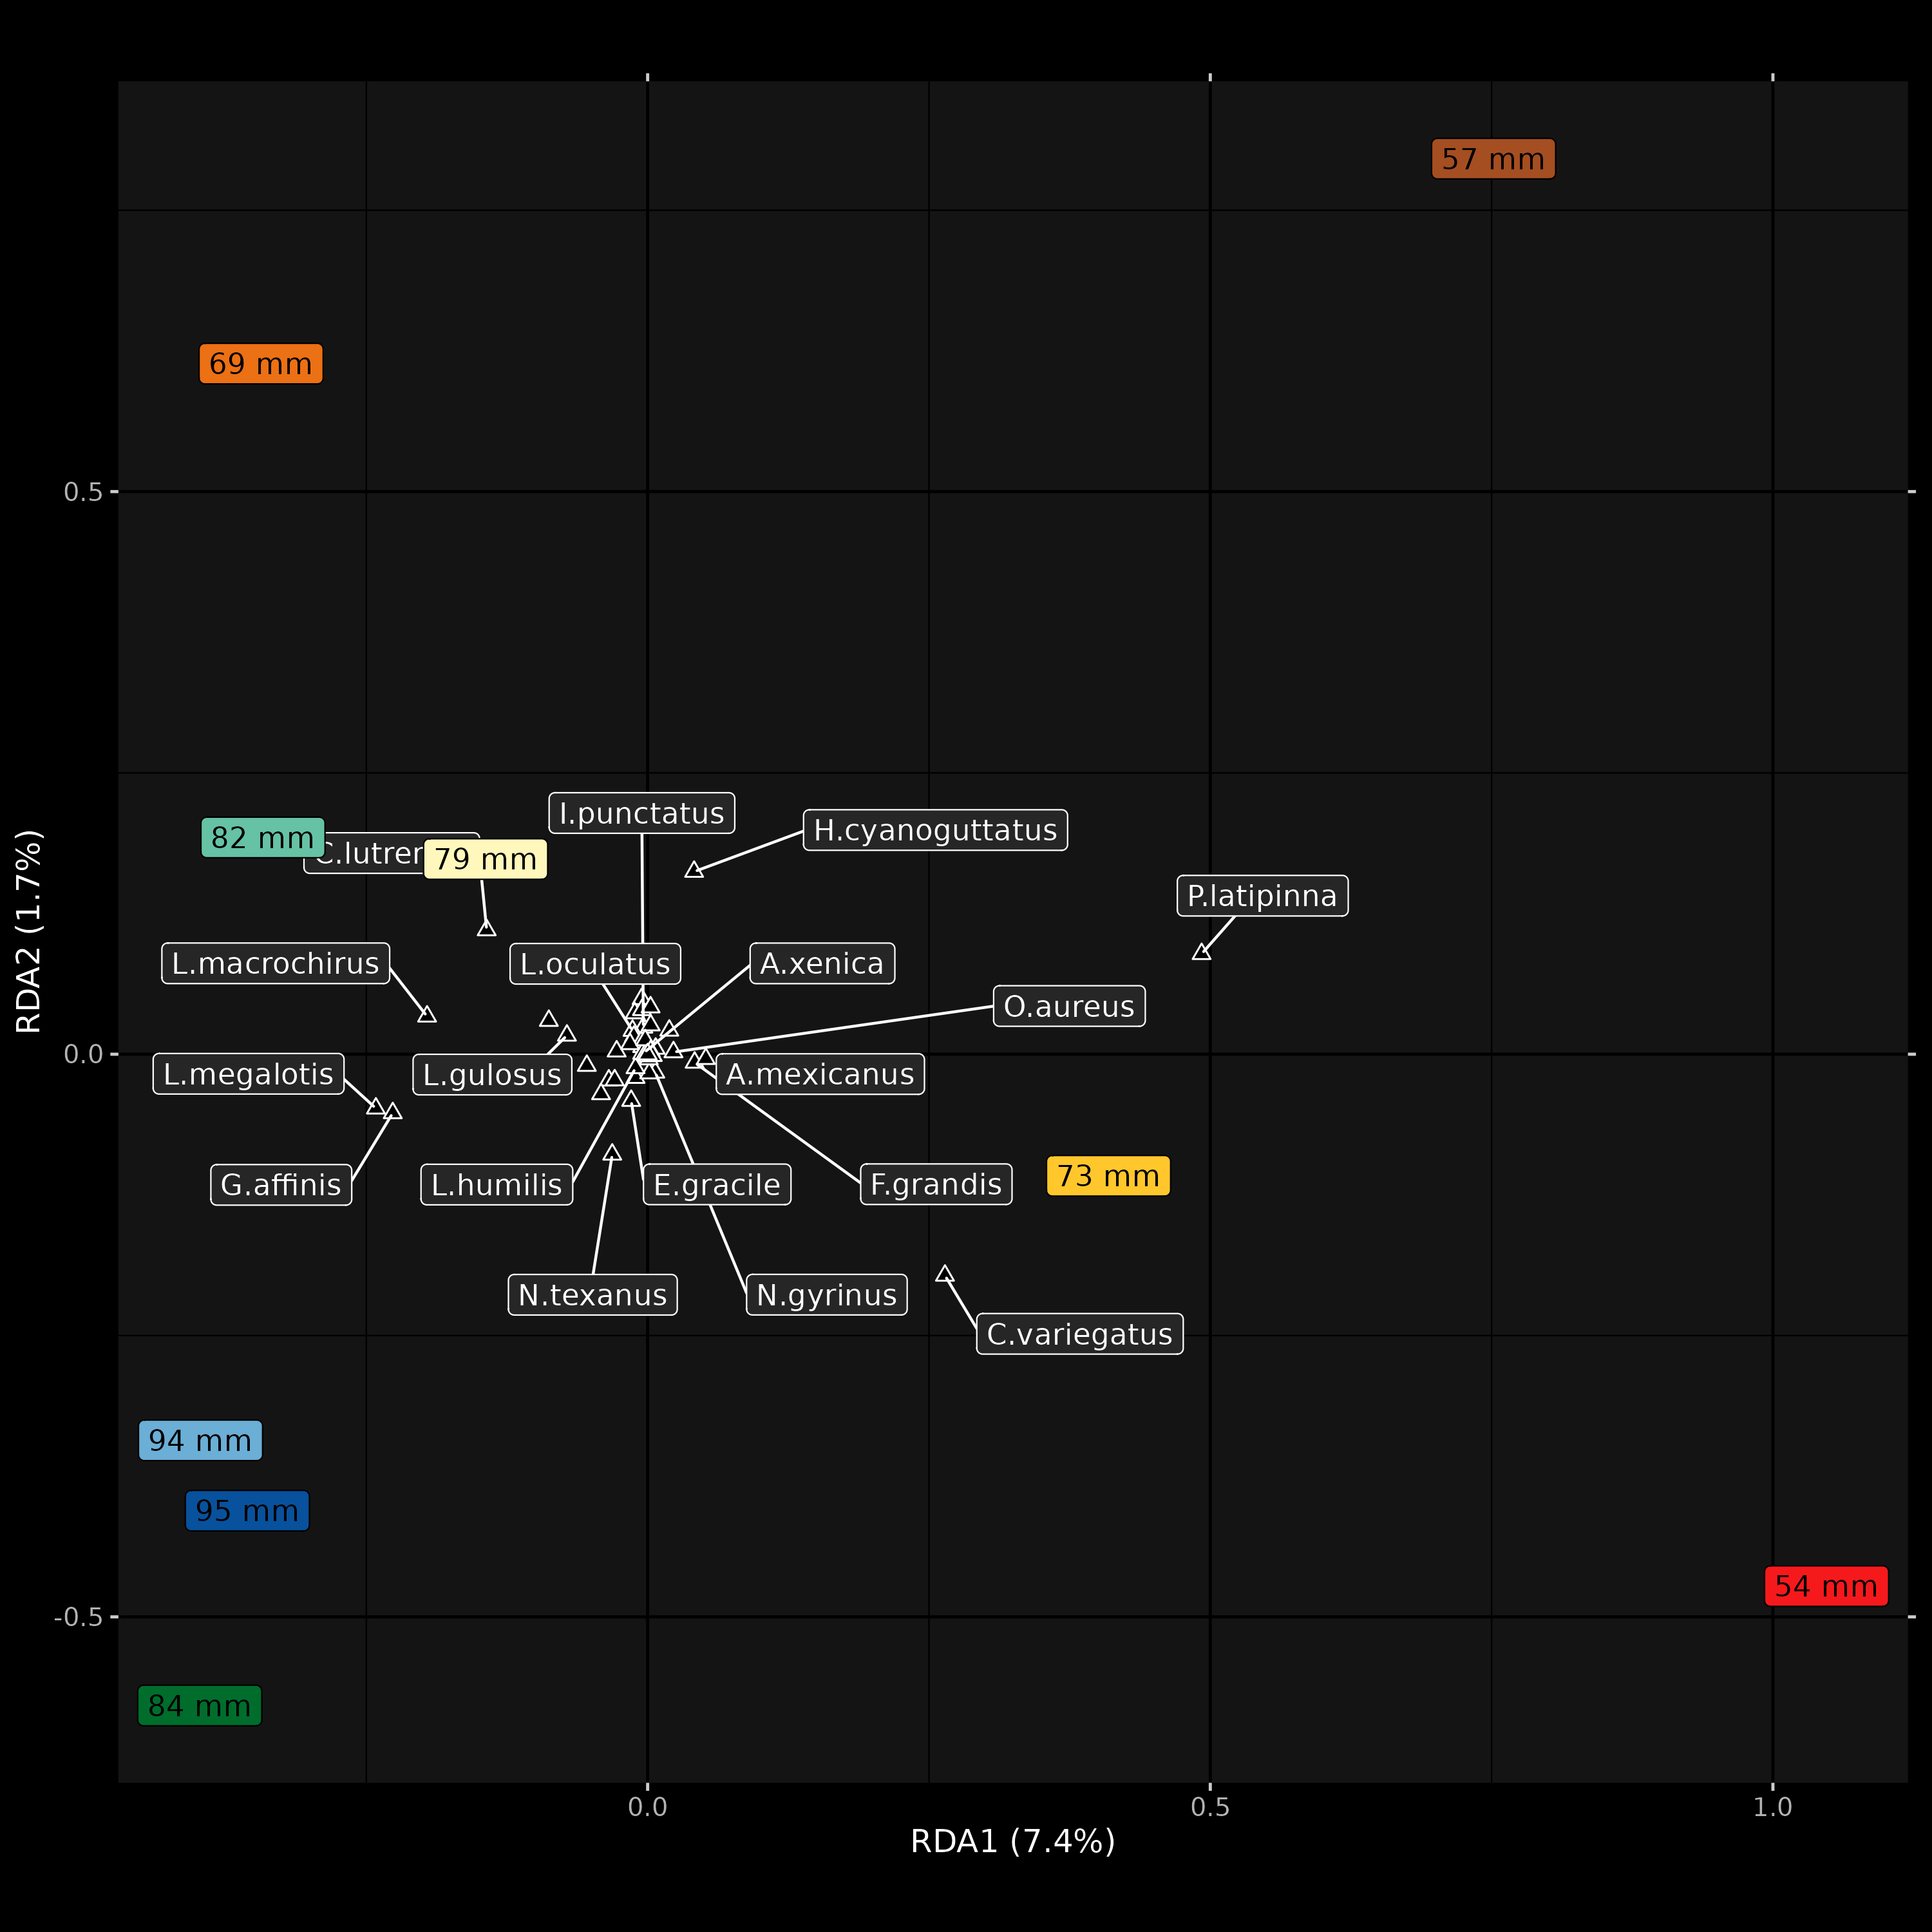 57 mm
69 mm
0.5
I.punctatus
H.cyanoguttatus
82 mm
79 mm
P.latipinna
L.macrochirus
L.oculatus
A.xenica
O.aureus
0.0
L.megalotis
L.gulosus
A.mexicanus
G.affinis
L.humilis
E.gracile
F.grandis
73 mm
N.texanus
N.gyrinus
C.variegatus
94 mm
95 mm
54 mm
-0.5
84 mm
0.0 0.5 1.0
RDA1 (7.4%)
RDA2 (1.7%)